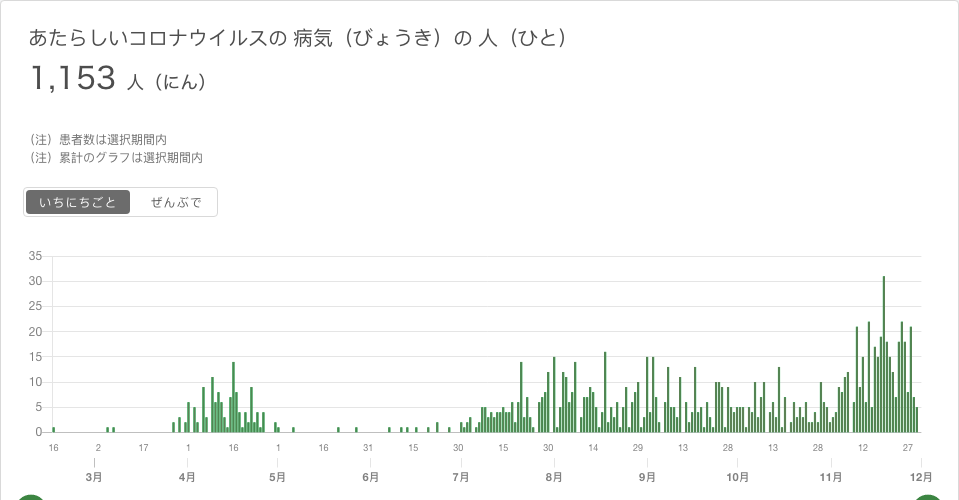 あたらしいコロナウイルスの 病気（びょうき）の 人（ひと）
1,153 人（にん）
（注）患者数は選択期間内
（注）累計のグラフは選択期間内
いちにちごと ぜんぶで
35
30
25
20
15
10
5
0
16 2 17 1 16 1 16 31 15 30 15 30 14 29 13 28 13 28 12 27
3月 4月 5月 6月 7月 8月 9月 10月 11月 12月